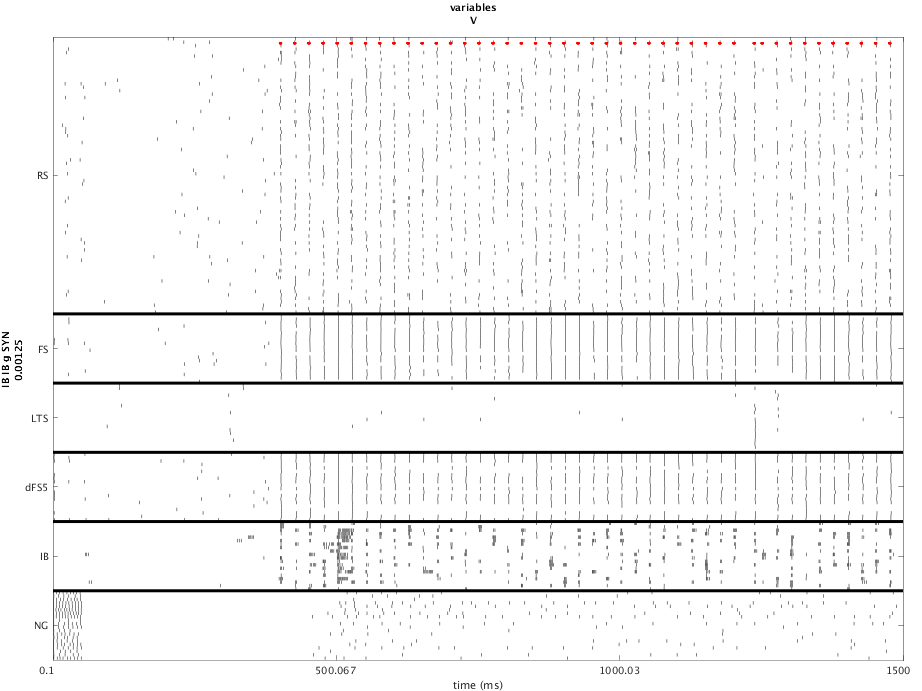 variables
V
RS
FS
LTS
dFS5
IB
NG
IB IB g SYN
0.00125
0.1 500.067 1000.03 1500
time (ms)